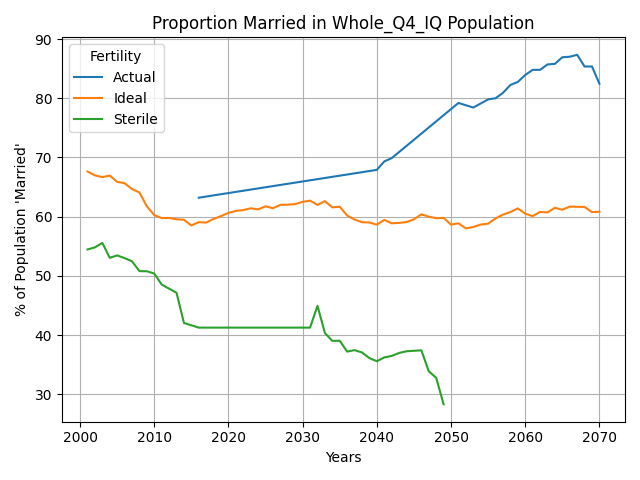 Proportion Married in Whole_Q4_IQ Population
% of Population 'Married'
Fertility
Actual
Ideal
Sterile
90
80
70
60
50
40
30
2000 2010 2020 2030 2040 2050 2060 2070
Years